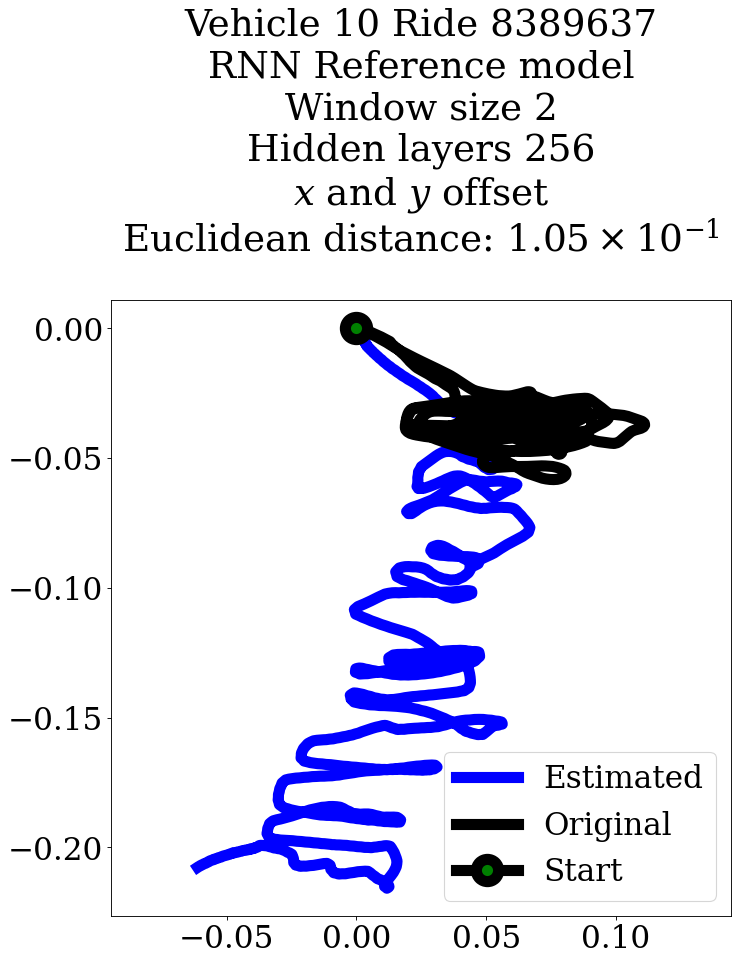 Vehicle 10 Ride 8389637
RNN Reference model
Window size 2
Hidden layers 256
x and y offset
Euclidean distance: 1.05 × 10⁻¹
0.00
−0.05
−0.10
−0.15
−0.20
Estimated
Original
Start
−0.05 0.00 0.05 0.10